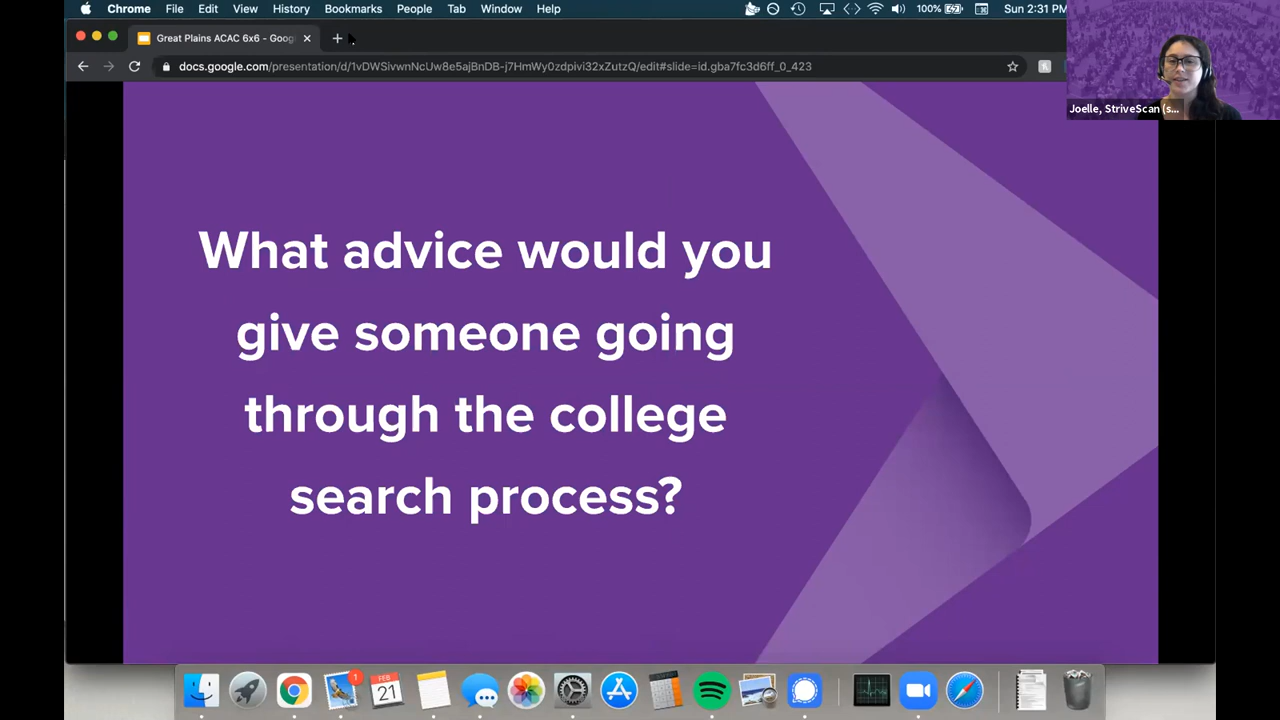 Chrome File Edit View History Bookmarks People Tab Window Help 100% Sun 2:31 PM
Great Plains ACAC 6x6 - Goog
docs.google.com/presentation/d/1vDWSivwnNcUw8e5ajBnDB-j7HmWy0zdpivi32xZutzQ/edit#slide=id.gba7fc3d6ff_0_423
Joelle, StriveScan (s...
What advice would you
give someone going
through the college
search process?
1
FEB
21